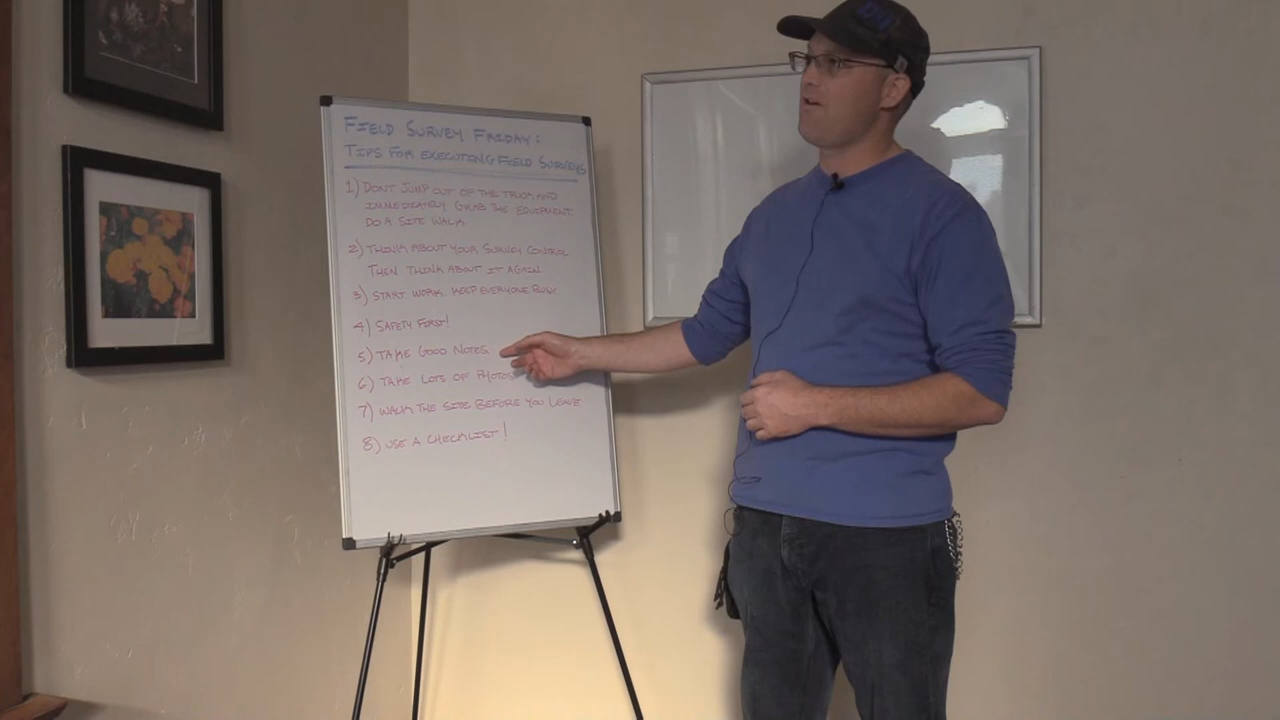 FIELD SURVEY FRIDAY:
TIPS FOR EXECUTING FIELD SURVEYS
1) DONT JUMP OUT OF THE TRUCK AND
IMMEDIATELY GRAB THE EQUIPMENT.
DO A SITE WALK
2) THINK ABOUT YOUR SURVEY CONTROL
THEN THINK ABOUT IT AGAIN
3) START WORK. KEEP EVERYONE BUSY
4) SAFETY FIRST!
5) TAKE GOOD NOTES
6) TAKE LOTS OF PHOTOS
7) WALK THE SITE BEFORE YOU LEAVE
8) USE A CHECKLIST!